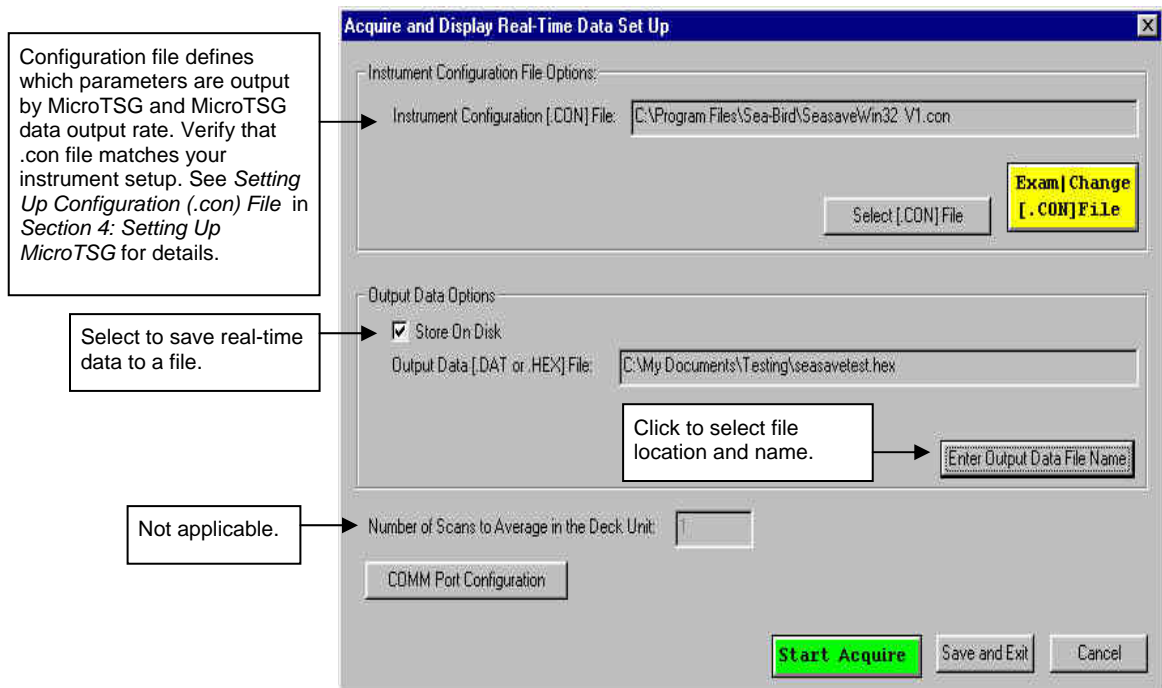 Acquire and Display Real-Time Data Set Up
Configuration file defines
which parameters are output
by MicroTSG and MicroTSG
data output rate. Verify that
.con file matches your
instrument setup. See Setting
Up Configuration (.con) File in
Section 4: Setting Up
MicroTSG for details.
Instrument Configuration File Options:
Instrument Configuration [.CON] File: C:\Program Files\Sea-Bird\SeasaveWin32 V1.con
Select [.CON] File
Exam|Change
[.CON]File
Output Data Options
Select to save real-time
data to a file.
Store On Disk
Output Data [.DAT or .HEX] File: C:\My Documents\Testing\seasavetest.hex
Click to select file
location and name.
Enter Output Data File Name
Not applicable.
Number of Scans to Average in the Deck Unit: 1
COMM Port Configuration
Start Acquire Save and Exit Cancel